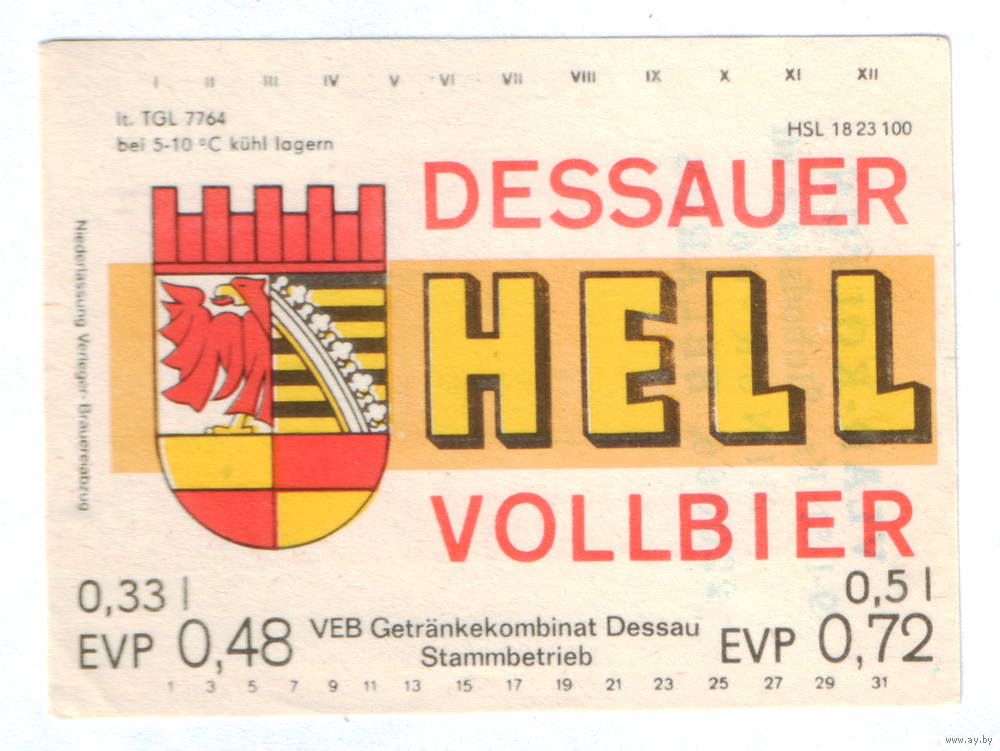 I II III IV V VI VII VIII IX X XI XII
lt. TGL 7764
bei 5-10 °C kühl lagern
HSL 18 23 100
DESSAUER
HELL
VOLLBIER
Niederlassung Verleger-Brauereiabzug
0,33 l
EVP 0,48
VEB Getränkekombinat Dessau
Stammbetrieb
0,5 l
EVP 0,72
1 3 5 7 9 11 13 15 17 19 21 23 25 27 29 31
www.ay.by